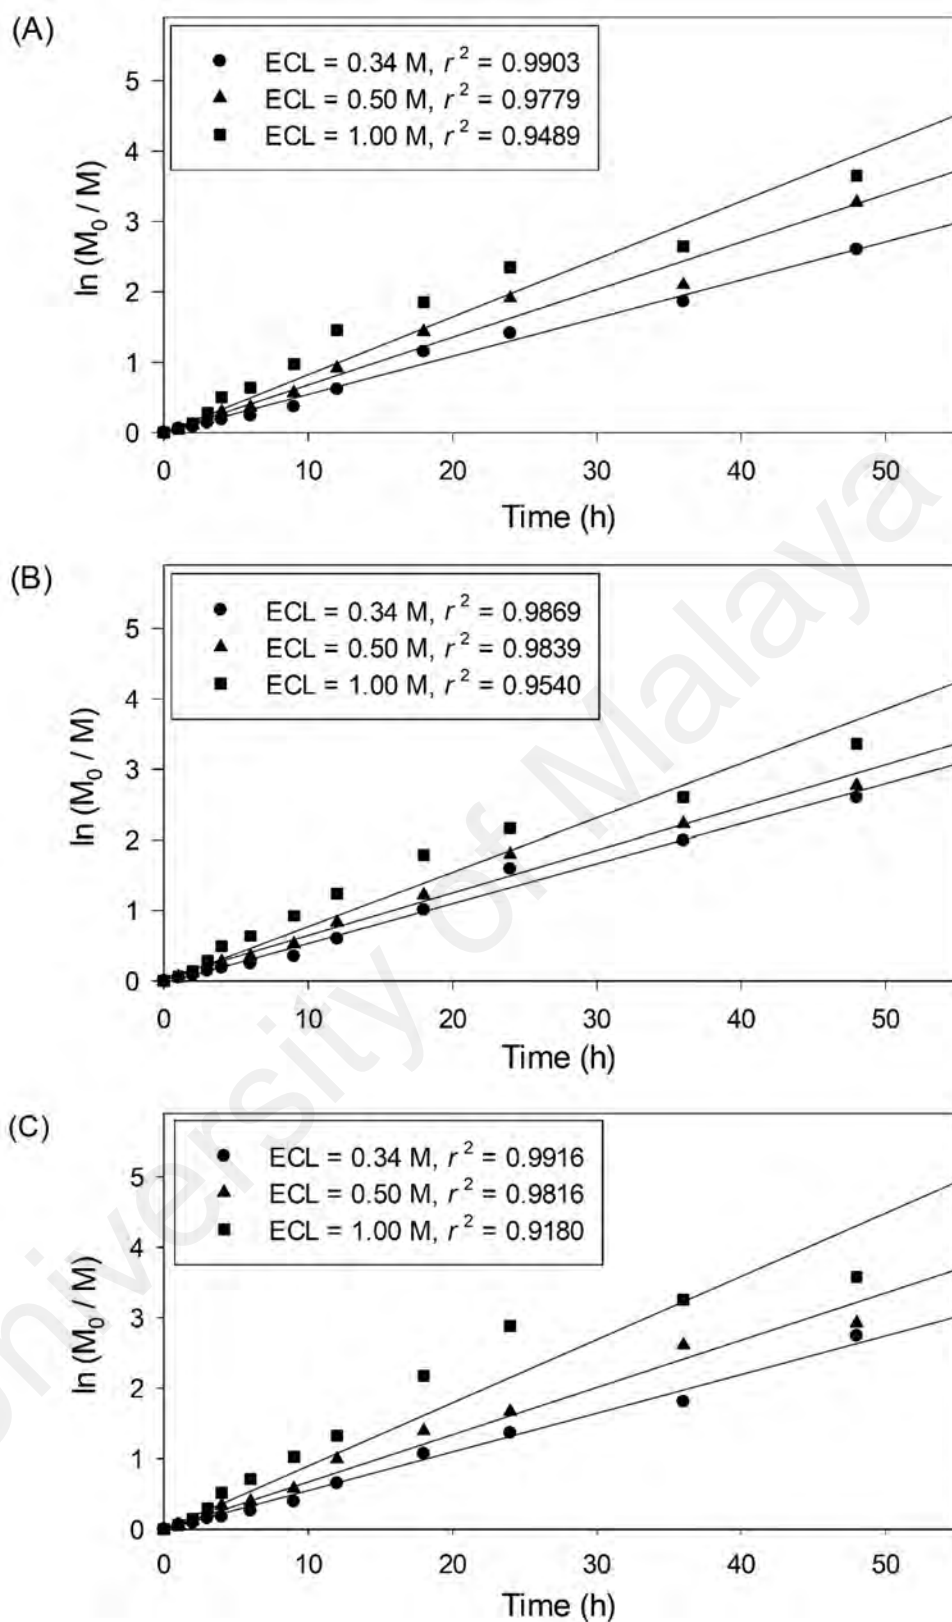 (A)
ECL = 0.34 M, r² = 0.9903
ECL = 0.50 M, r² = 0.9779
ECL = 1.00 M, r² = 0.9489
ln (M₀ / M)
5
4
3
2
1
0
0 10 20 30 40 50
Time (h)
(B)
ECL = 0.34 M, r² = 0.9869
ECL = 0.50 M, r² = 0.9839
ECL = 1.00 M, r² = 0.9540
ln (M₀ / M)
5
4
3
2
1
0
0 10 20 30 40 50
Time (h)
(C)
ECL = 0.34 M, r² = 0.9916
ECL = 0.50 M, r² = 0.9816
ECL = 1.00 M, r² = 0.9180
ln (M₀ / M)
5
4
3
2
1
0
0 10 20 30 40 50
Time (h)
University of Malaya